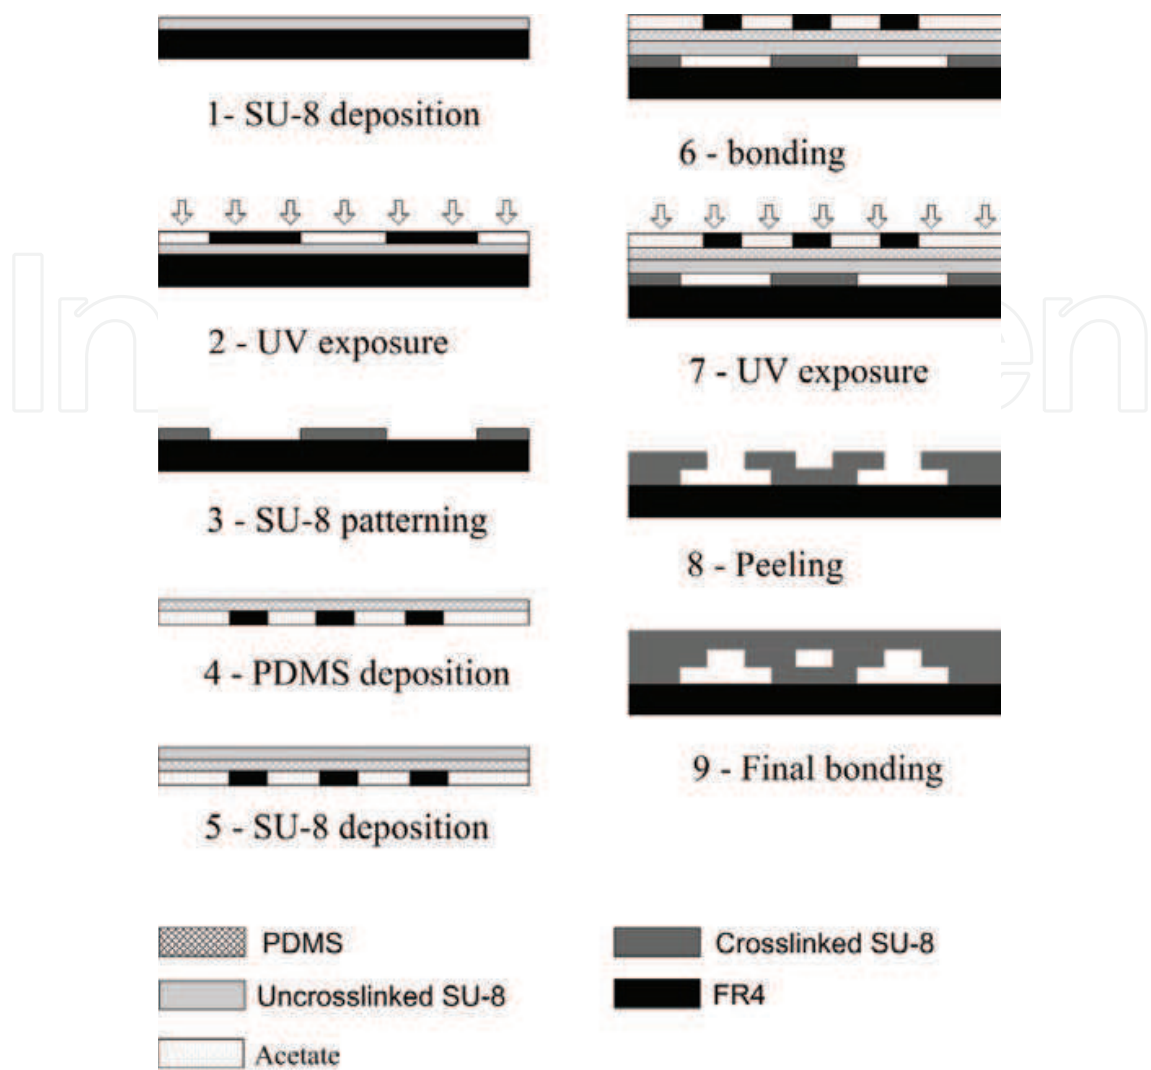 1- SU-8 deposition
2 - UV exposure
3 - SU-8 patterning
4 - PDMS deposition
5 - SU-8 deposition
6 - bonding
7 - UV exposure
8 - Peeling
9 - Final bonding
PDMS
Uncrosslinked SU-8
Acetate
Crosslinked SU-8
FR4